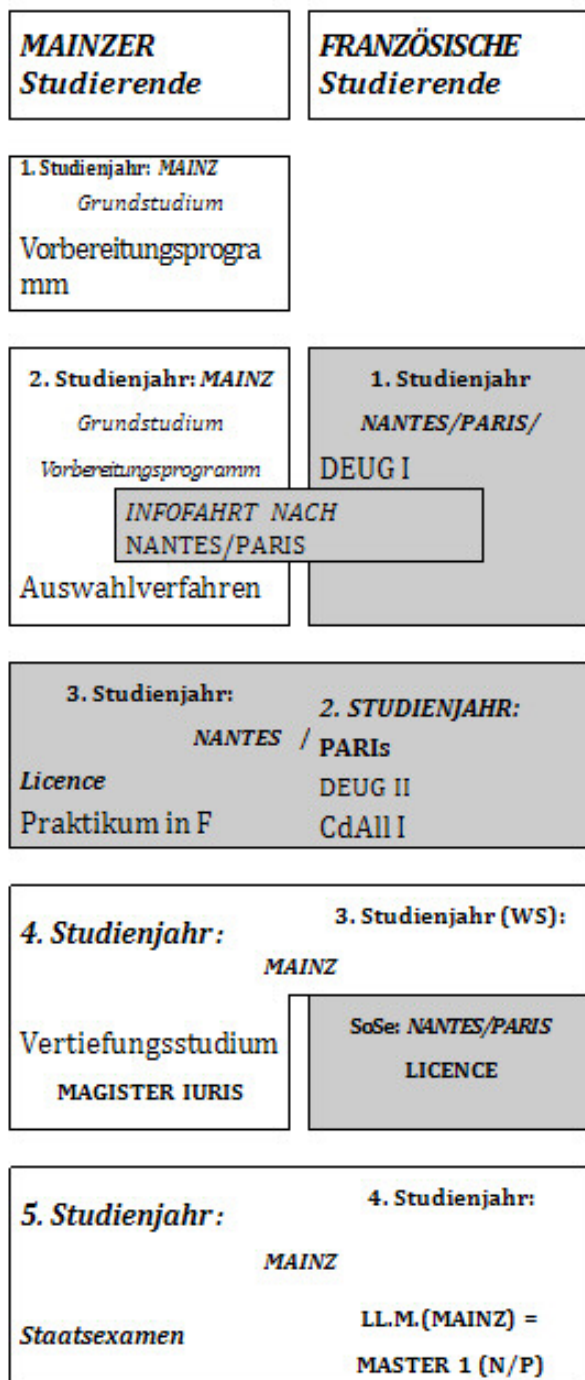 MAINZER
Studierende
FRANZÖSISCHE
Studierende
1. Studienjahr: MAINZ
Grundstudium
Vorbereitungsprogra
mm
2. Studienjahr: MAINZ
Grundstudium
Vorbereitungsprogramm
1. Studienjahr
NANTES/PARIS/
DEUG I
INFOFAHRT NACH
NANTES/PARIS
Auswahlverfahren
3. Studienjahr:
NANTES /
Licence
Praktikum in F
2. STUDIENJAHR:
PARIs
DEUG II
CdAll I
4. Studienjahr:
3. Studienjahr (WS):
MAINZ
Vertiefungsstudium
MAGISTER IURIS
SoSe: NANTES/PARIS
LICENCE
5. Studienjahr:
4. Studienjahr:
MAINZ
Staatsexamen
LL.M.(MAINZ) =
MASTER 1 (N/P)